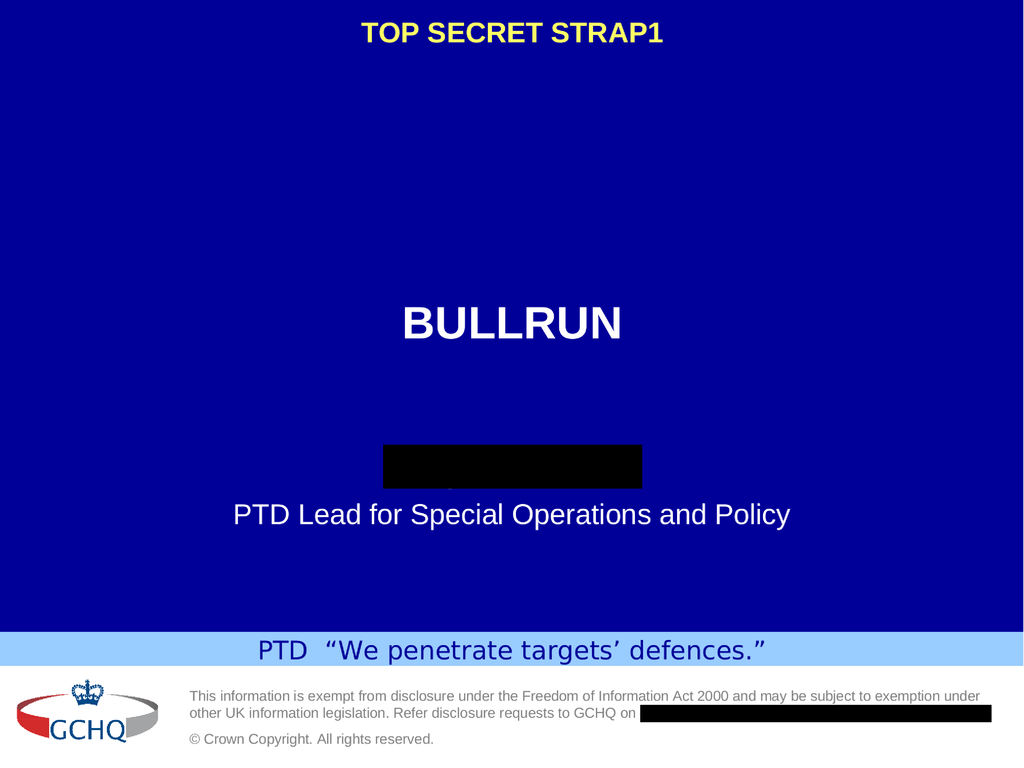 TOP SECRET STRAP1
BULLRUN
PTD Lead for Special Operations and Policy
PTD “We penetrate targets’ defences.”
This information is exempt from disclosure under the Freedom of Information Act 2000 and may be subject to exemption under
other UK information legislation. Refer disclosure requests to GCHQ on
GCHQ
© Crown Copyright. All rights reserved.